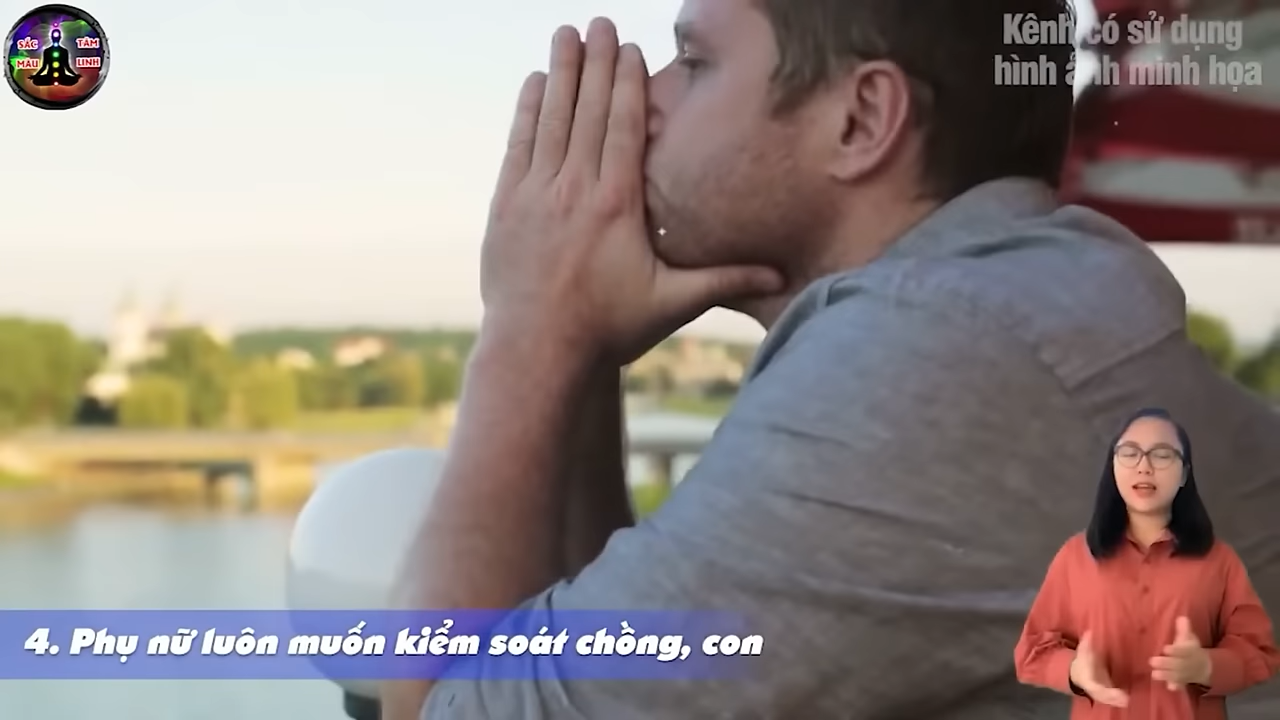 SẮC TÂM
MÀU LINH
Kênh có sử dụng
hình ảnh minh họa
4. Phụ nữ luôn muốn kiểm soát chồng, con